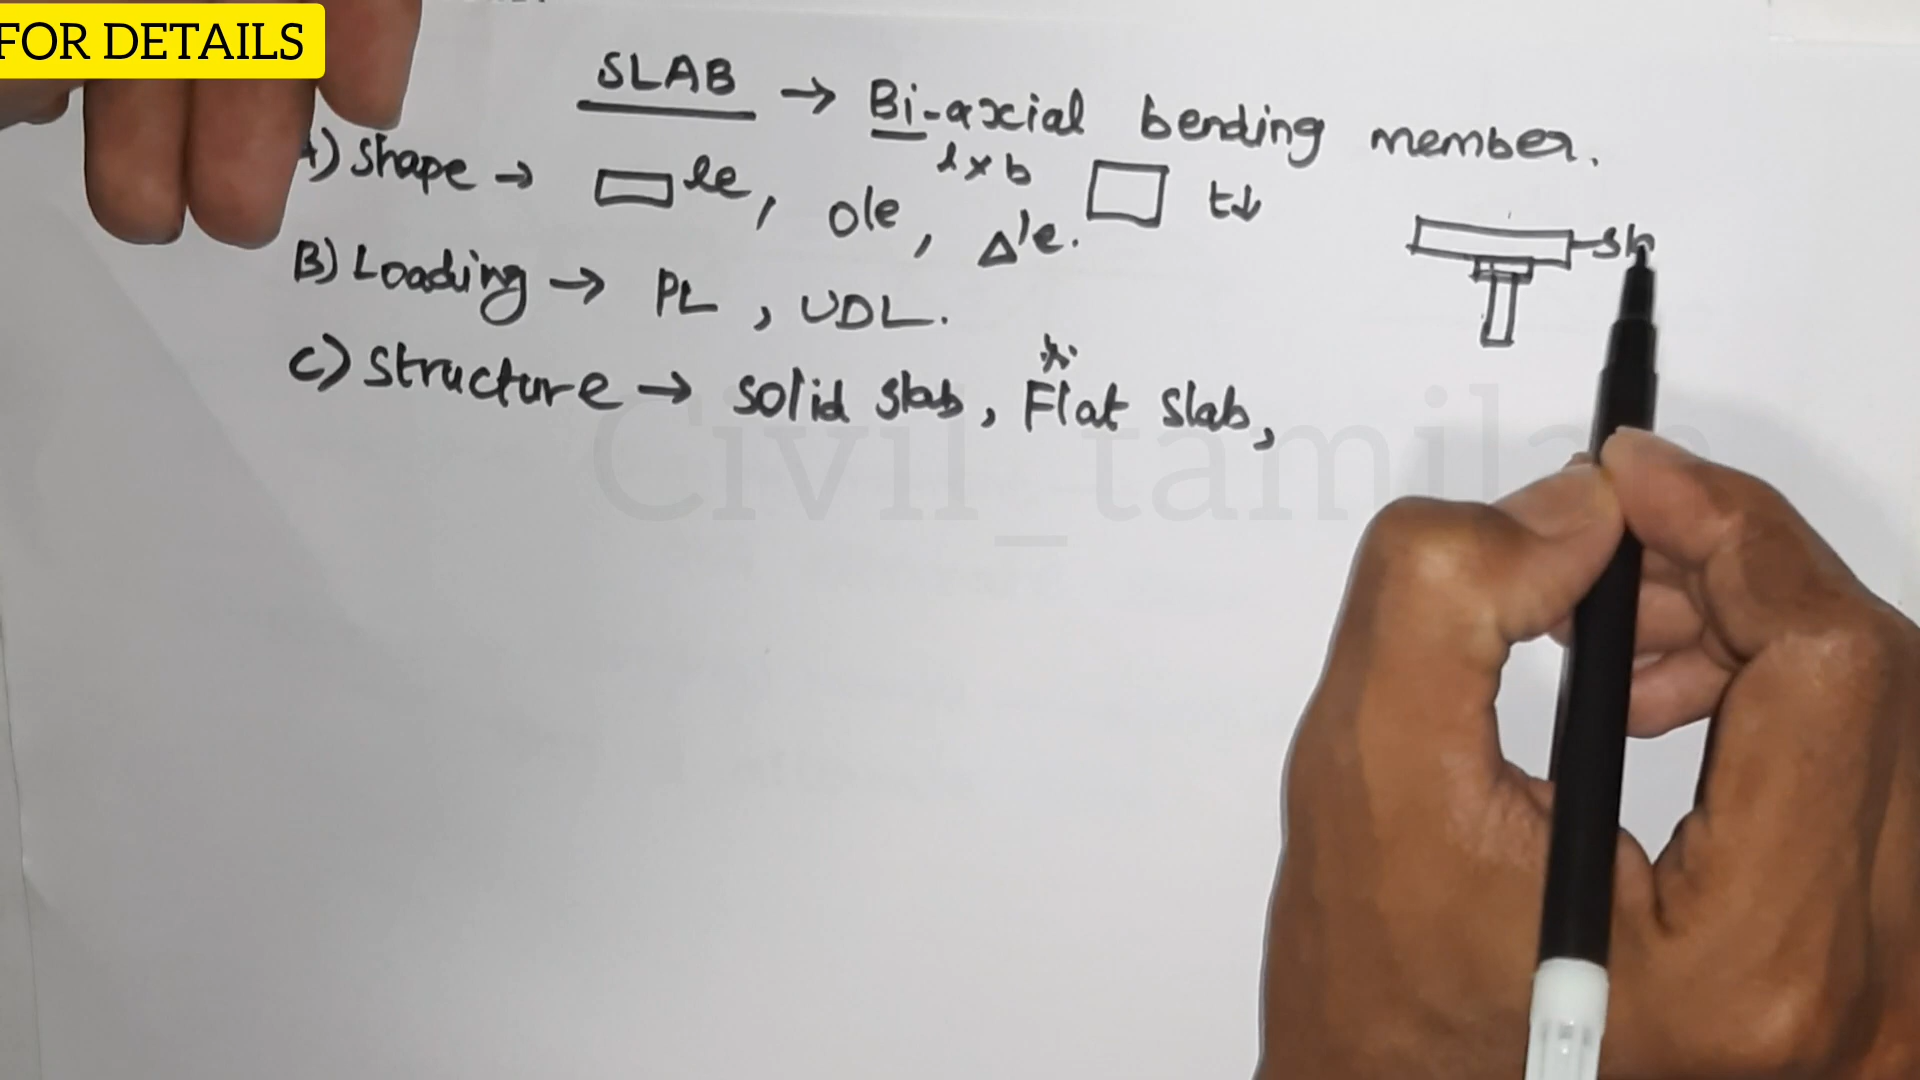 FOR DETAILS
SLAB → Bi-axial bending member.
l x b
A) Shape → ▭le, ole, Δle. t↓
B) Loading → PL, UDL.
C) Structure → solid slab, Flat slab,
Civil_tamilan